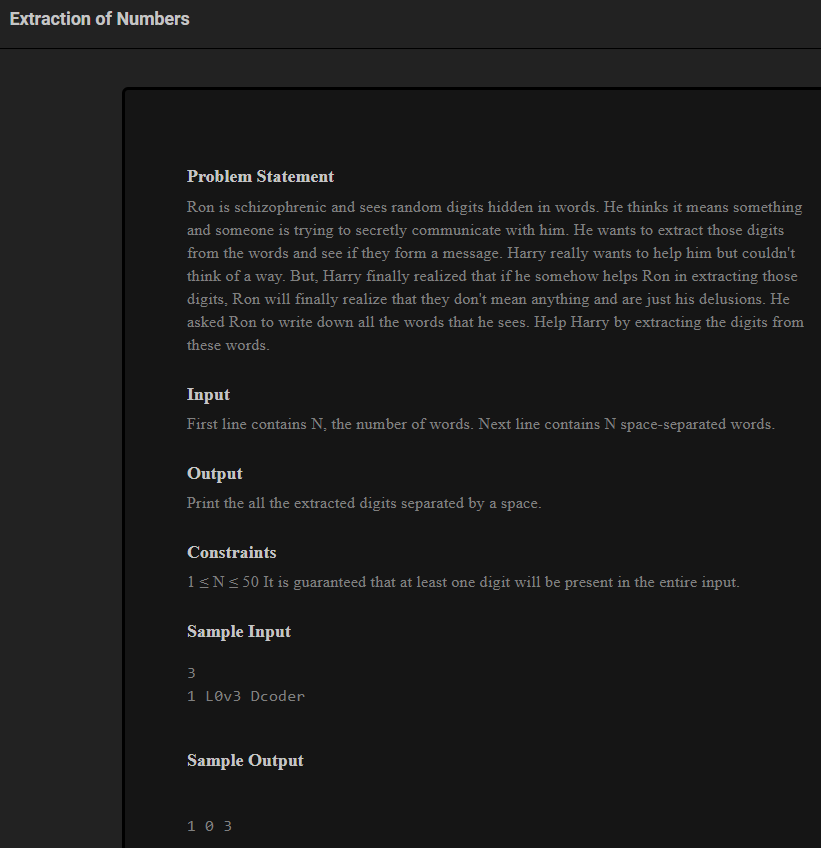 Extraction of Numbers
Problem Statement
Ron is schizophrenic and sees random digits hidden in words. He thinks it means something
and someone is trying to secretly communicate with him. He wants to extract those digits
from the words and see if they form a message. Harry really wants to help him but couldn't
think of a way. But, Harry finally realized that if he somehow helps Ron in extracting those
digits, Ron will finally realize that they don't mean anything and are just his delusions. He
asked Ron to write down all the words that he sees. Help Harry by extracting the digits from
these words.
Input
First line contains N, the number of words. Next line contains N space-separated words.
Output
Print the all the extracted digits separated by a space.
Constraints
1 ≤ N ≤ 50 It is guaranteed that at least one digit will be present in the entire input.
Sample Input
3
1 L0v3 Dcoder
Sample Output
1 0 3